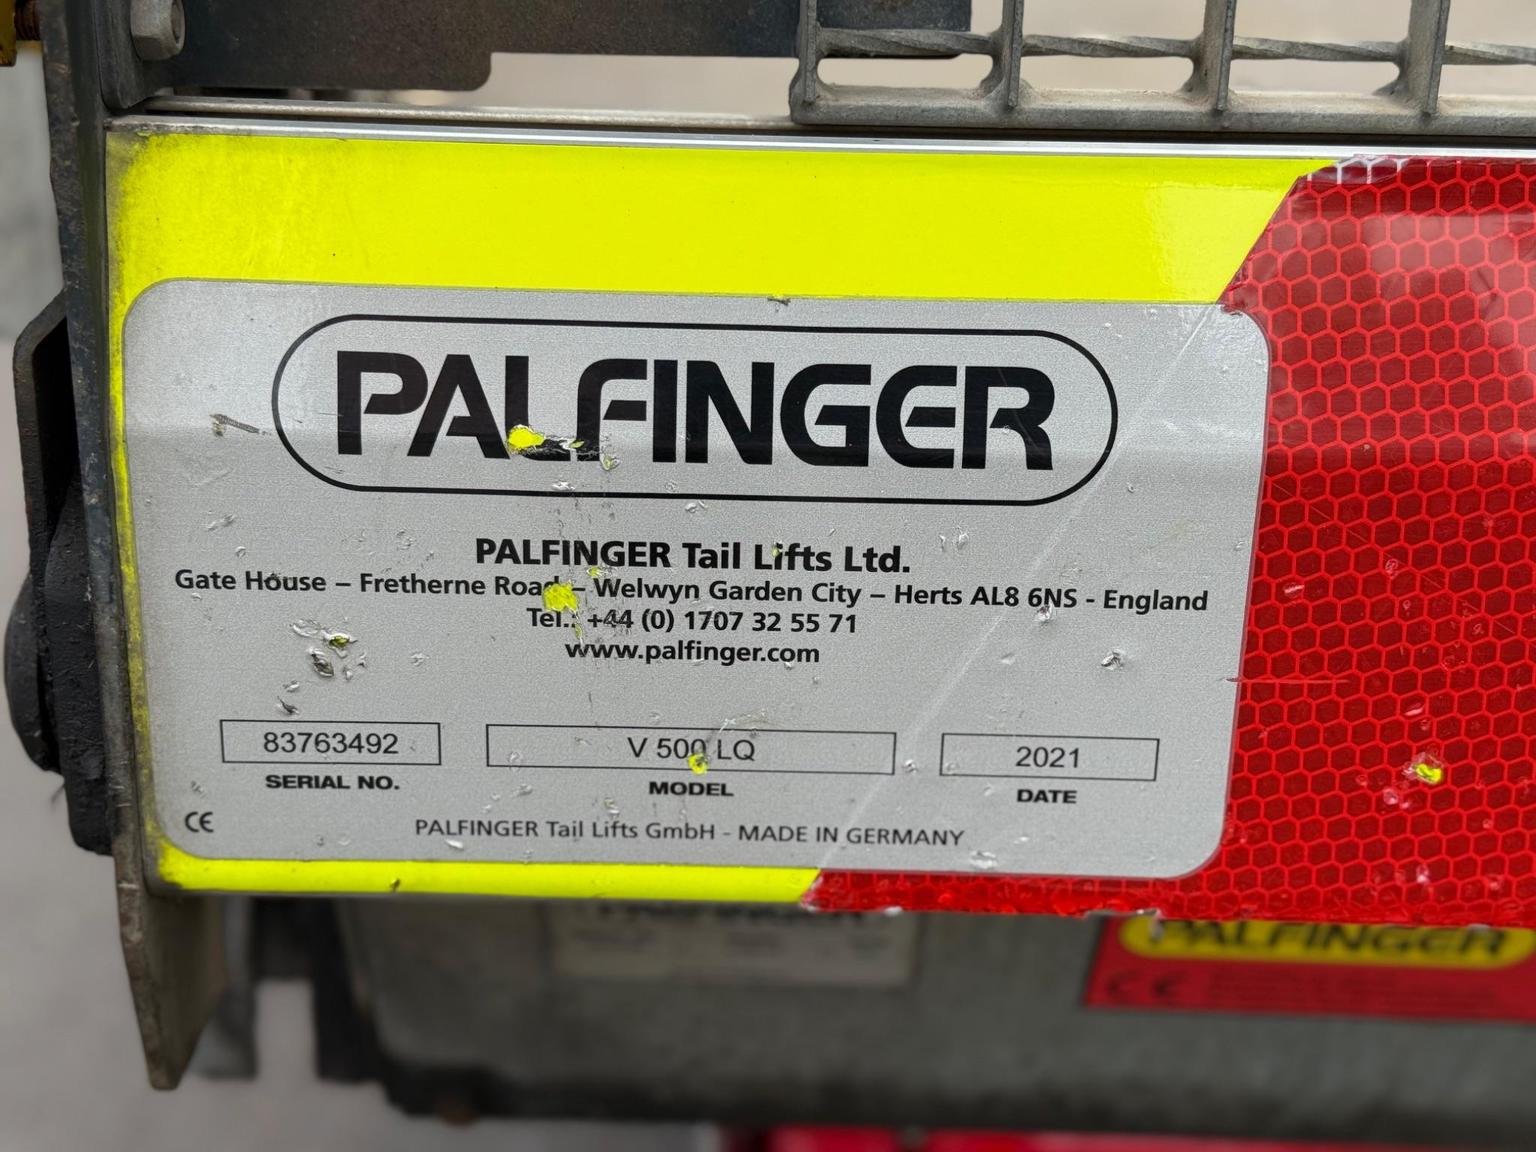 PALFINGER
PALFINGER Tail Lifts Ltd.
Gate House – Fretherne Road – Welwyn Garden City – Herts AL8 6NS - England
Tel.: +44 (0) 1707 32 55 71
www.palfinger.com
83763492 V 500 LQ 2021
SERIAL NO. MODEL DATE
CE PALFINGER Tail Lifts GmbH - MADE IN GERMANY
PALFINGER
CE